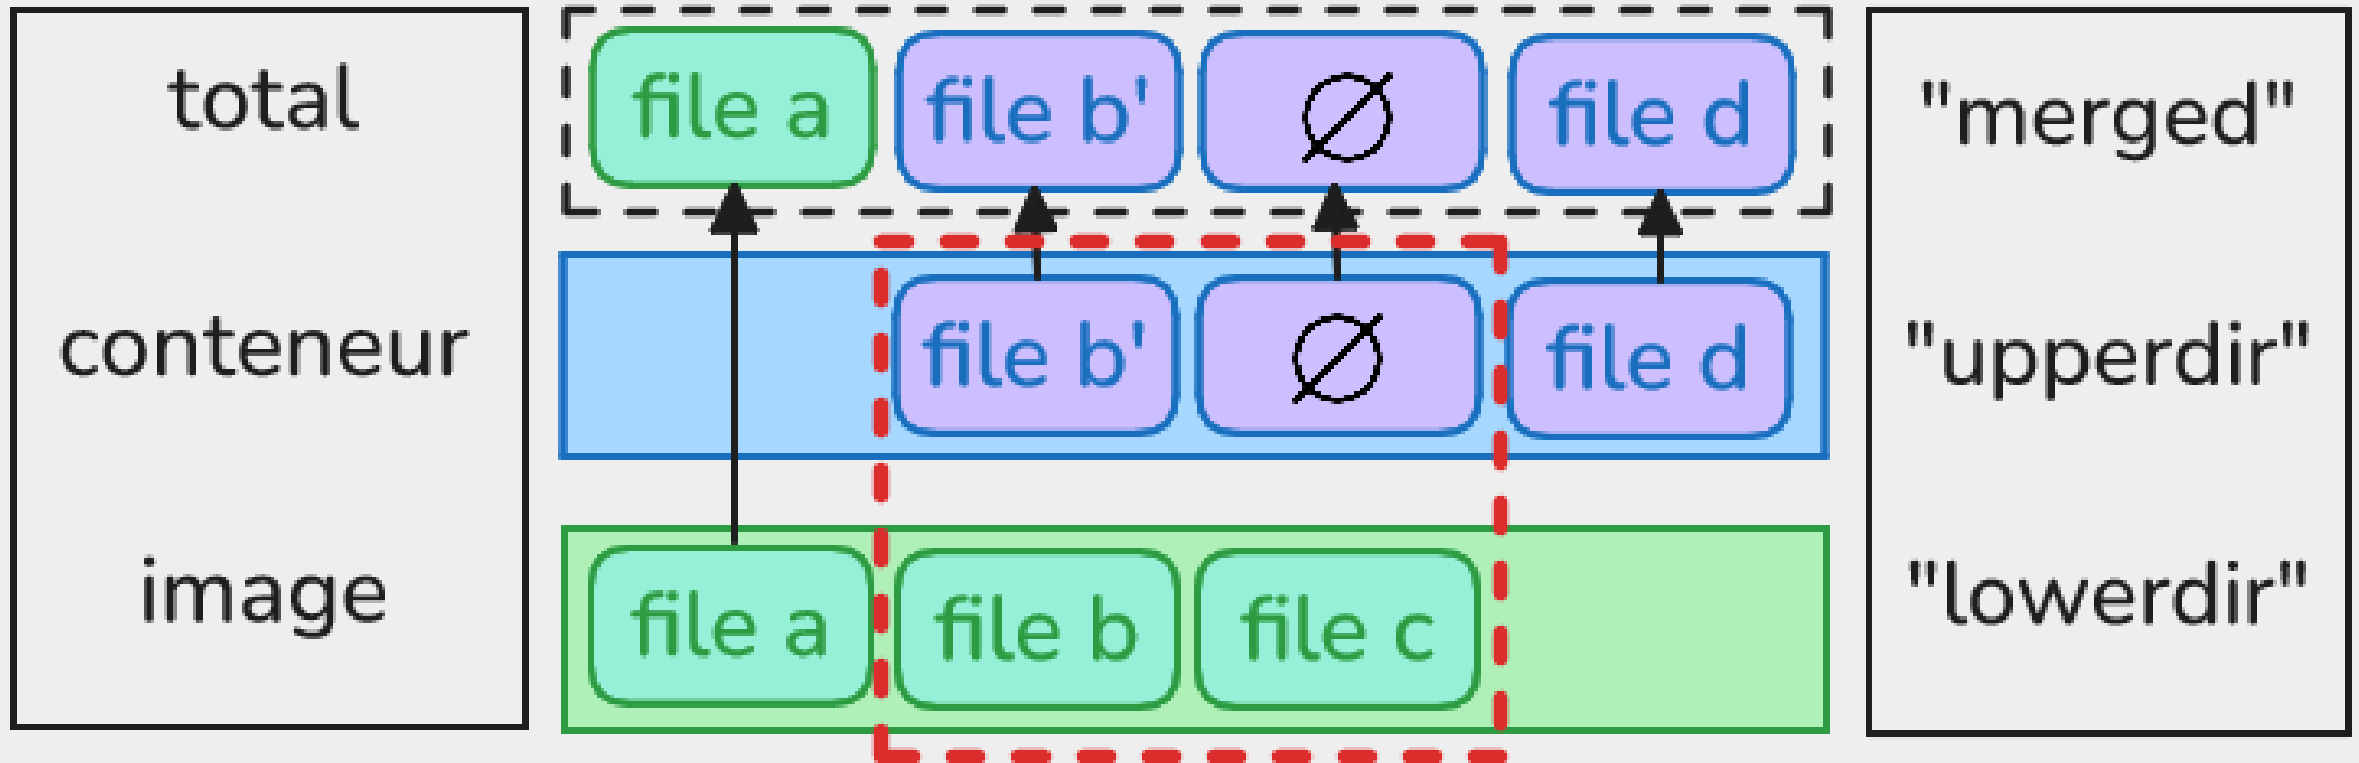 total
file a
file b'
∅
file d
"merged"
conteneur
file b'
∅
file d
"upperdir"
image
file a
file b
file c
"lowerdir"